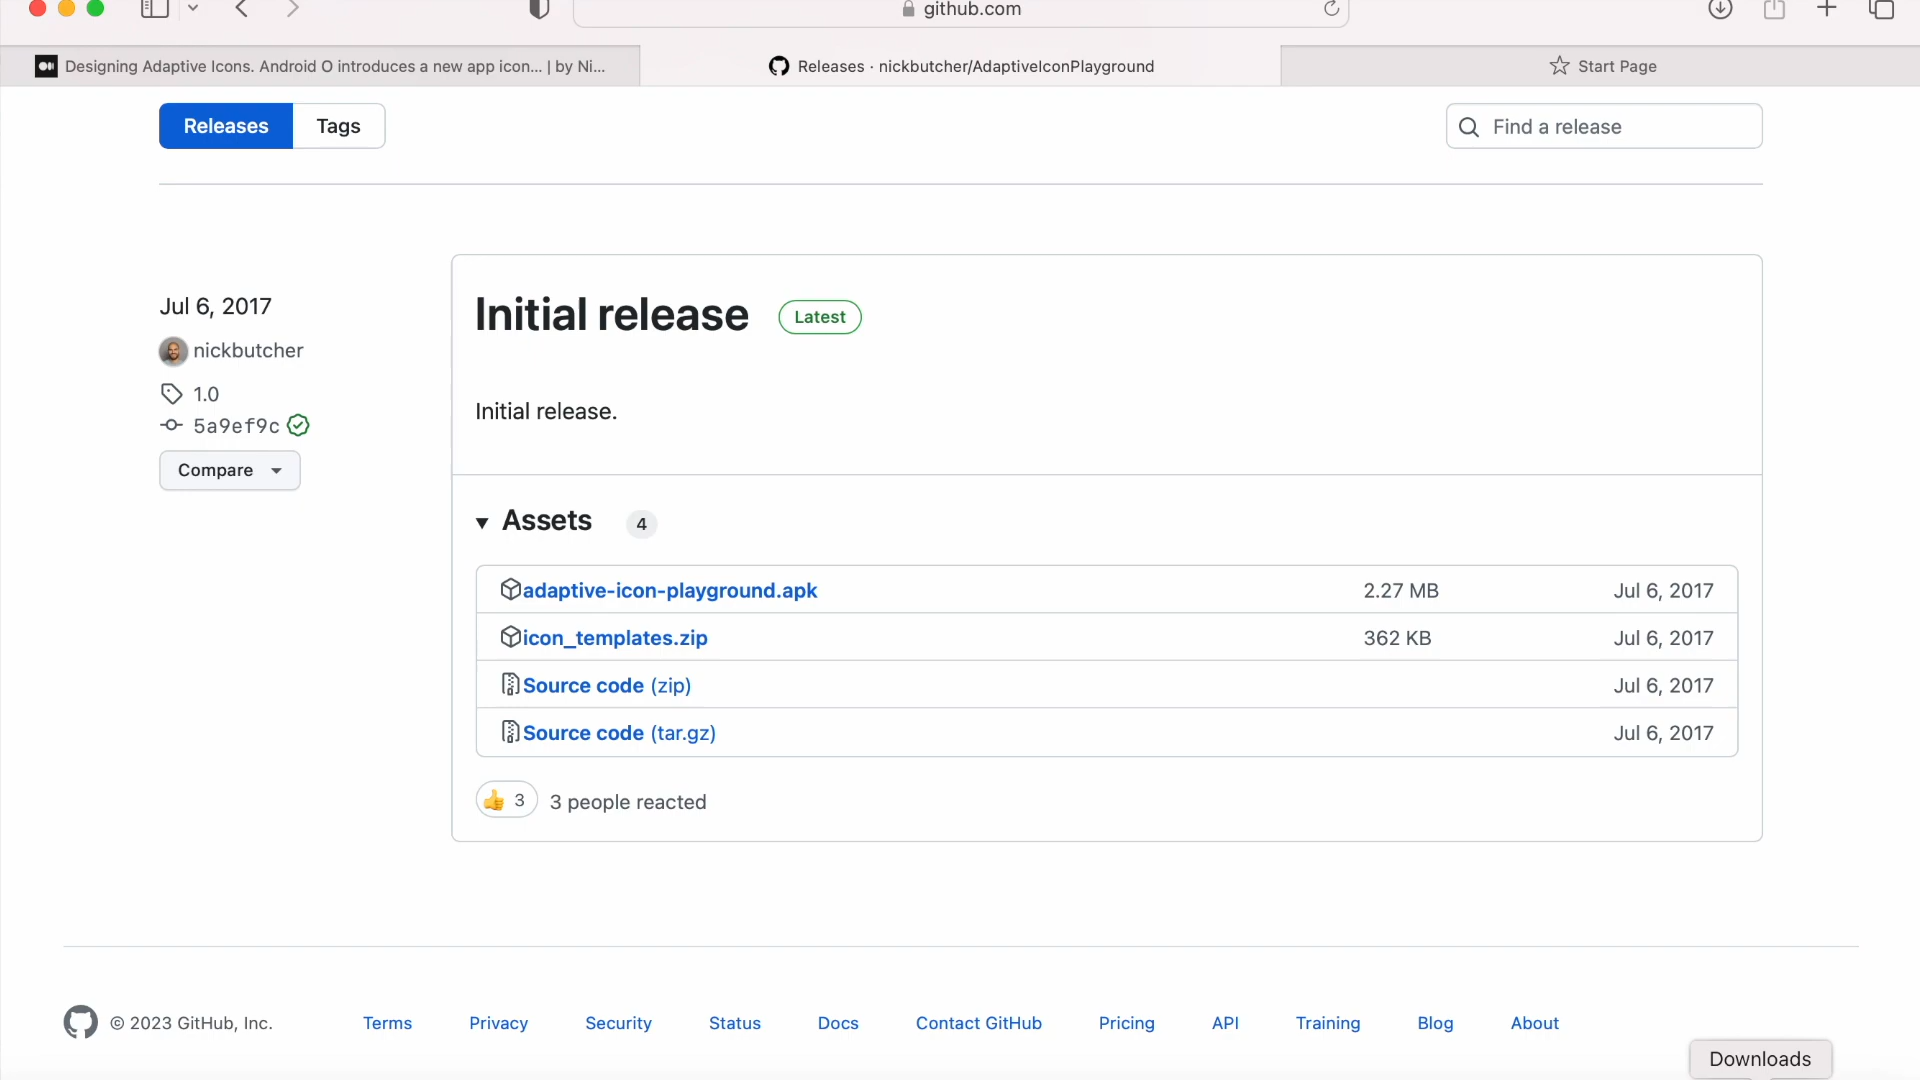 github.com
Designing Adaptive Icons. Android O introduces a new app icon... | by Ni...
Releases · nickbutcher/AdaptiveIconPlayground
Start Page
Releases
Tags
Find a release
Jul 6, 2017
nickbutcher
1.0
5a9ef9c
Compare
Initial release
Latest
Initial release.
Assets 4
adaptive-icon-playground.apk 2.27 MB Jul 6, 2017
icon_templates.zip 362 KB Jul 6, 2017
Source code (zip) Jul 6, 2017
Source code (tar.gz) Jul 6, 2017
3 3 people reacted
© 2023 GitHub, Inc. Terms Privacy Security Status Docs Contact GitHub Pricing API Training Blog About
Downloads